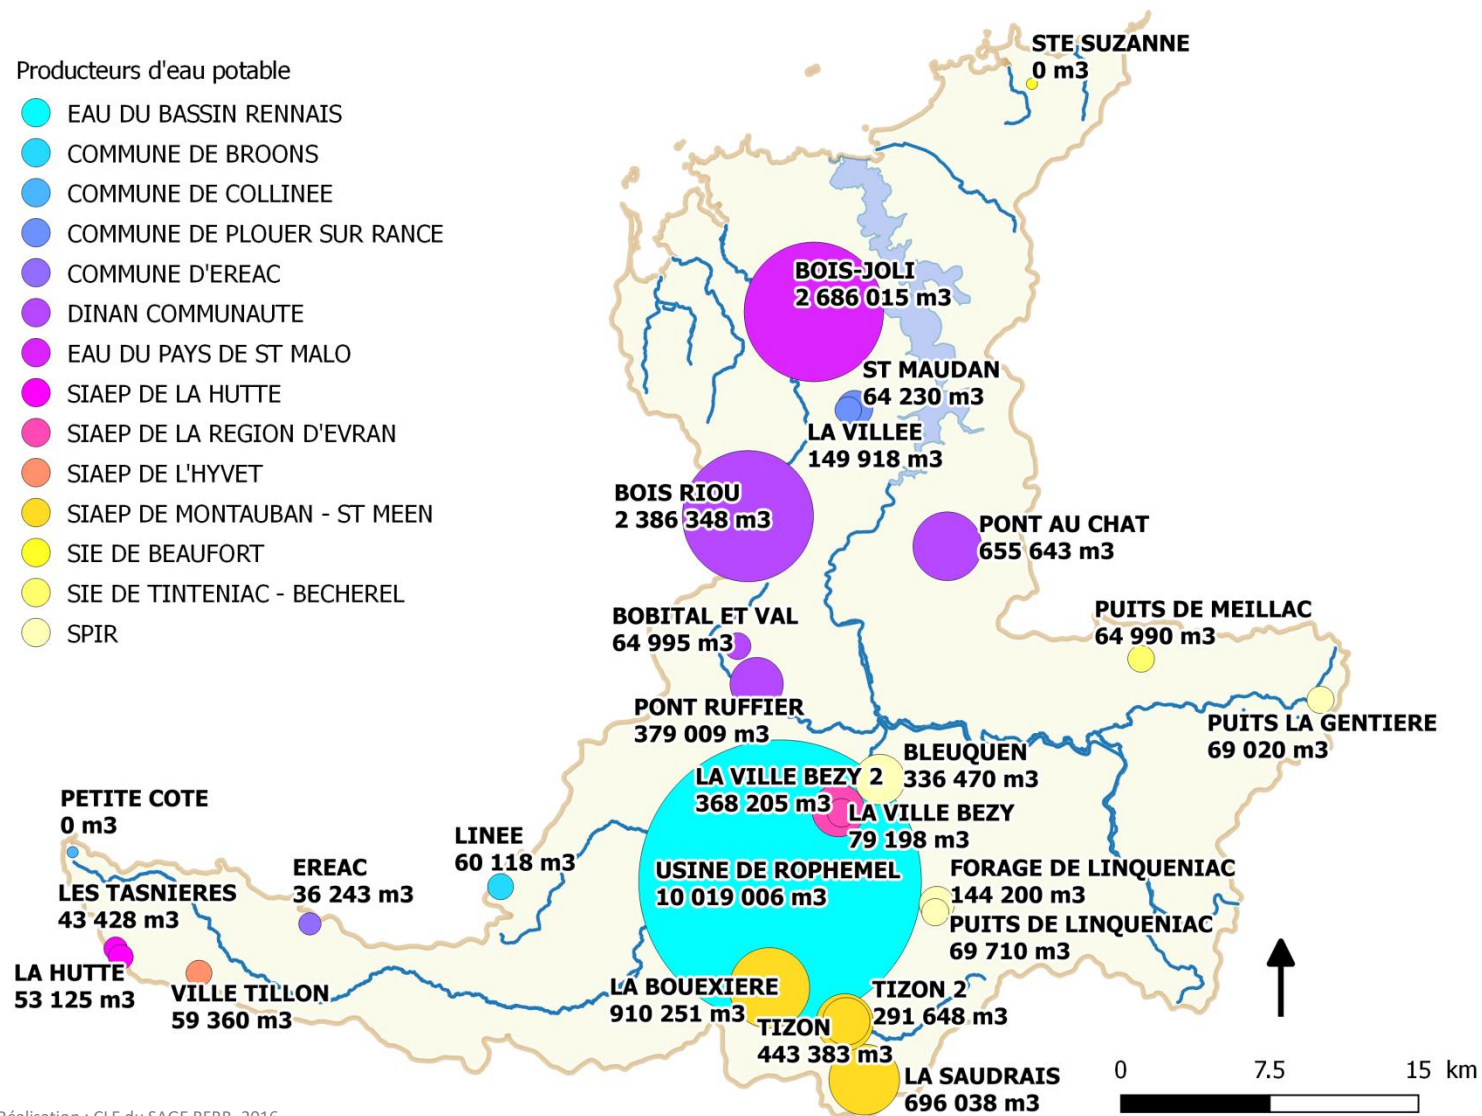 Producteurs d'eau potable
EAU DU BASSIN RENNAIS
COMMUNE DE BROONS
COMMUNE DE COLLINEE
COMMUNE DE PLOUER SUR RANCE
COMMUNE D'EREAC
DINAN COMMUNAUTE
EAU DU PAYS DE ST MALO
SIAEP DE LA HUTTE
SIAEP DE LA REGION D'EVRAN
SIAEP DE L'HYVET
SIAEP DE MONTAUBAN - ST MEEN
SIE DE BEAUFORT
SIE DE TINTENIAC - BECHEREL
SPIR
STE SUZANNE
0 m3
BOIS-JOLI
2 686 015 m3
ST MAUDAN
64 230 m3
LA VILLEE
149 918 m3
BOIS RIOU
2 386 348 m3
PONT AU CHAT
655 643 m3
BOBITAL ET VAL
64 995 m3
PUITS DE MEILLAC
64 990 m3
PONT RUFFIER
379 009 m3
PUITS LA GENTIERE
69 020 m3
BLEUQUEN
336 470 m3
LA VILLE BEZY 2
368 205 m3
LA VILLE BEZY
79 198 m3
PETITE COTE
0 m3
LINEE
60 118 m3
EREAC
36 243 m3
USINE DE ROPHEMEL
10 019 006 m3
FORAGE DE LINQUENIAC
144 200 m3
LES TASNIERES
43 428 m3
PUITS DE LINQUENIAC
69 710 m3
LA HUTTE
53 125 m3
VILLE TILLON
59 360 m3
LA BOUEXIERE
910 251 m3
TIZON 2
291 648 m3
TIZON
443 383 m3
LA SAUDRAIS
696 038 m3
0 7.5 15 km